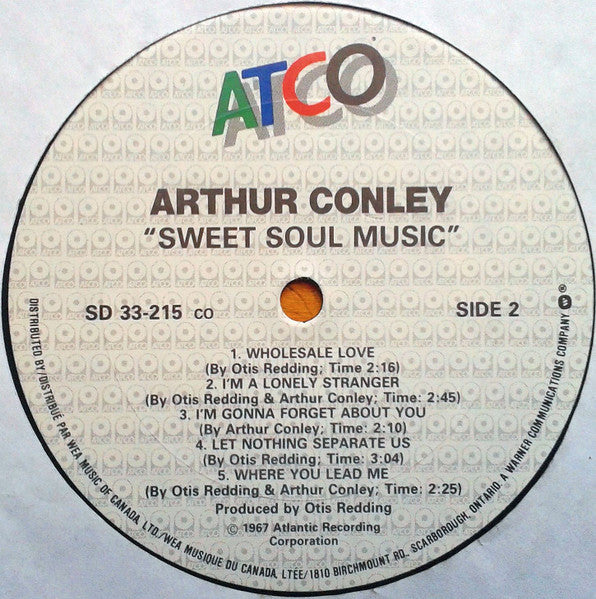 ATCO
ARTHUR CONLEY
"SWEET SOUL MUSIC"
SD 33-215 CO
SIDE 2
1. WHOLESALE LOVE
(By Otis Redding; Time 2:16)
2. I'M A LONELY STRANGER
(By Otis Redding & Arthur Conley; Time: 2:45)
3. I'M GONNA FORGET ABOUT YOU
(By Arthur Conley; Time: 2:10)
4. LET NOTHING SEPARATE US
(By Otis Redding; Time: 3:04)
5. WHERE YOU LEAD ME
(By Otis Redding & Arthur Conley; Time: 2:25)
Produced by Otis Redding
© 1967 Atlantic Recording
Corporation
DISTRIBUTED BY/DISTRIBUÉ PAR WEA MUSIC OF CANADA, LTD./WEA MUSIQUE DU CANADA, LTÉE/1810 BIRCHMOUNT RD., SCARBOROUGH, ONTARIO. A WARNER COMMUNICATIONS COMPANY ®